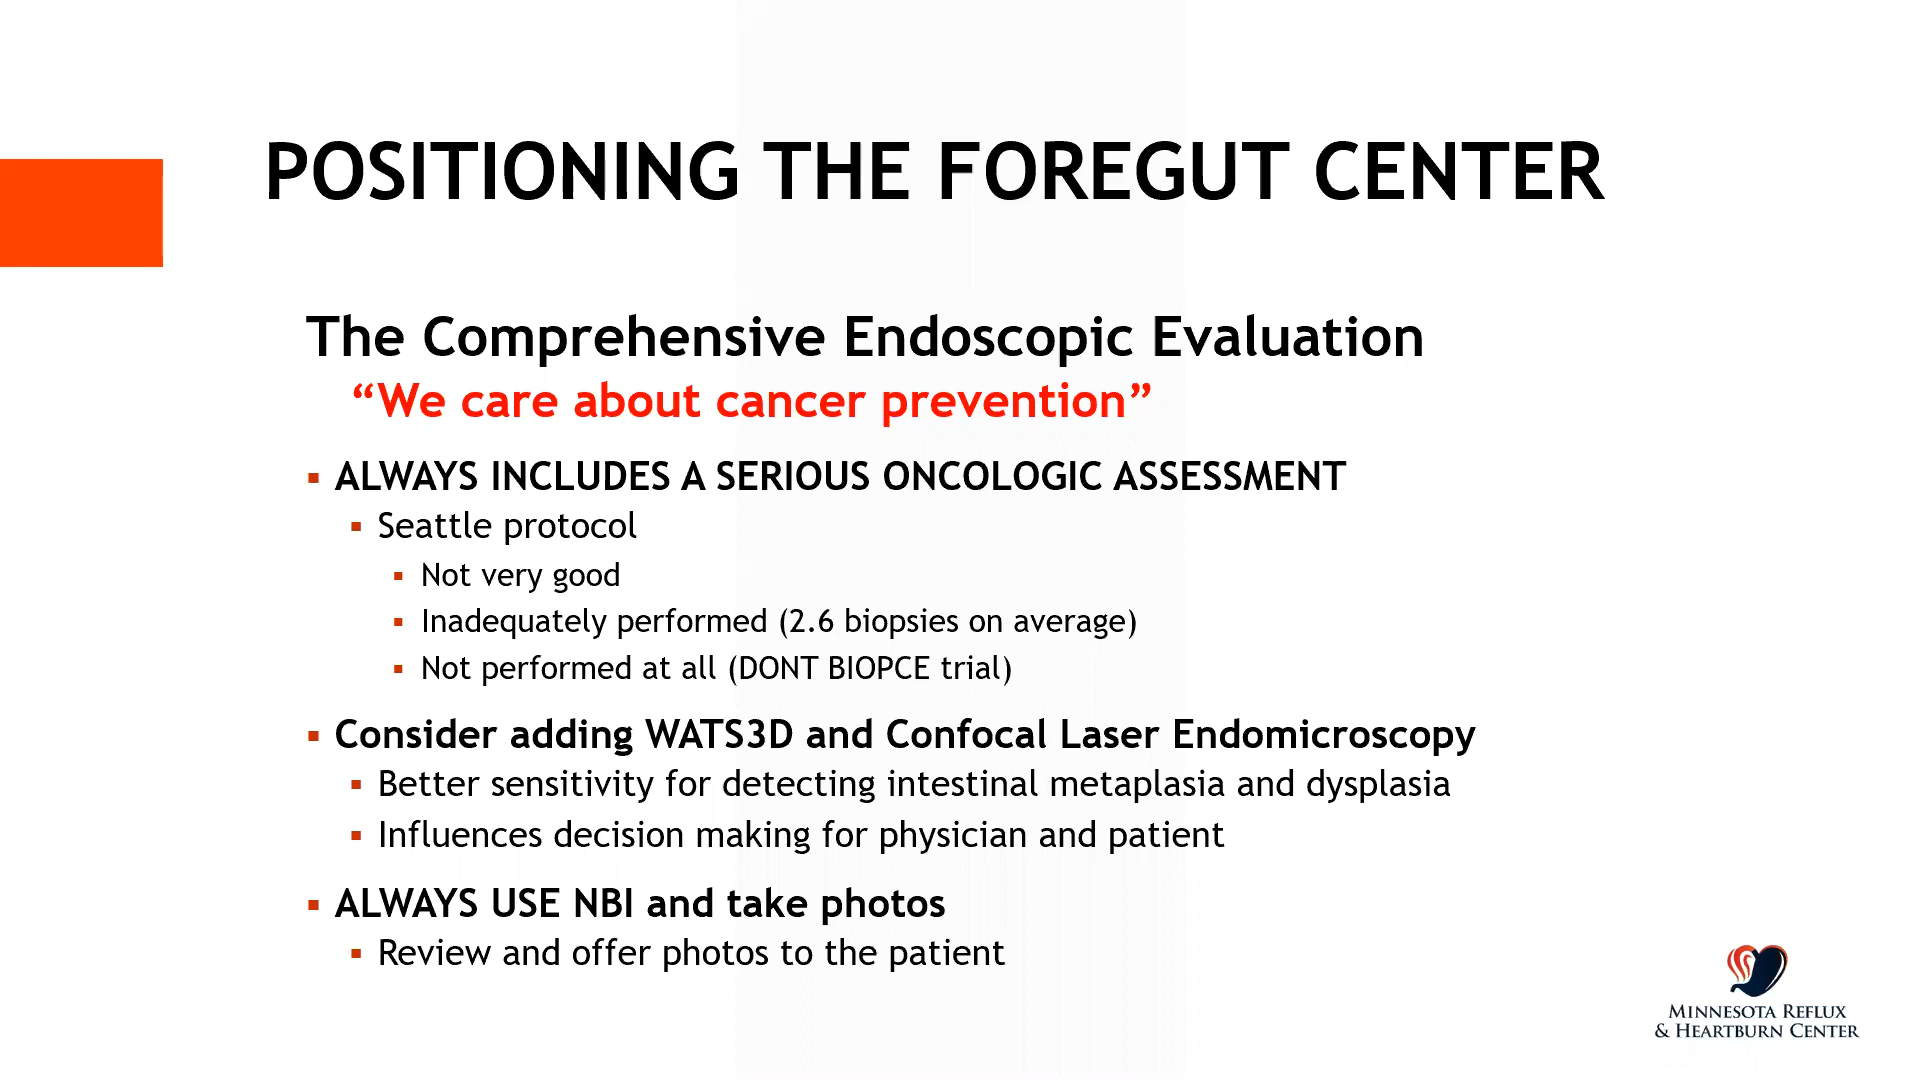 POSITIONING THE FOREGUT CENTER
The Comprehensive Endoscopic Evaluation
“We care about cancer prevention”
▪ ALWAYS INCLUDES A SERIOUS ONCOLOGIC ASSESSMENT
▪ Seattle protocol
▪ Not very good
▪ Inadequately performed (2.6 biopsies on average)
▪ Not performed at all (DONT BIOPCE trial)
▪ Consider adding WATS3D and Confocal Laser Endomicroscopy
▪ Better sensitivity for detecting intestinal metaplasia and dysplasia
▪ Influences decision making for physician and patient
▪ ALWAYS USE NBI and take photos
▪ Review and offer photos to the patient
MINNESOTA REFLUX
& HEARTBURN CENTER